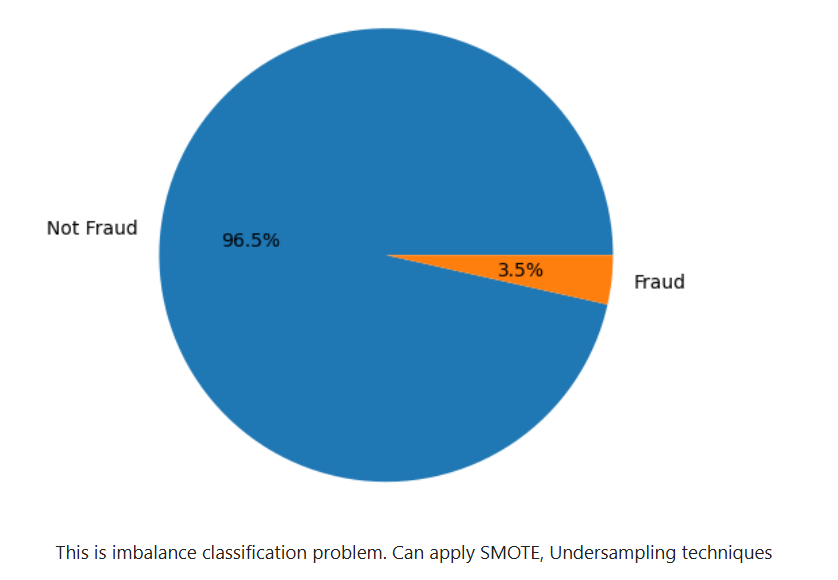 Not Fraud
96.5%
3.5%
Fraud
This is imbalance classification problem. Can apply SMOTE, Undersampling techniques